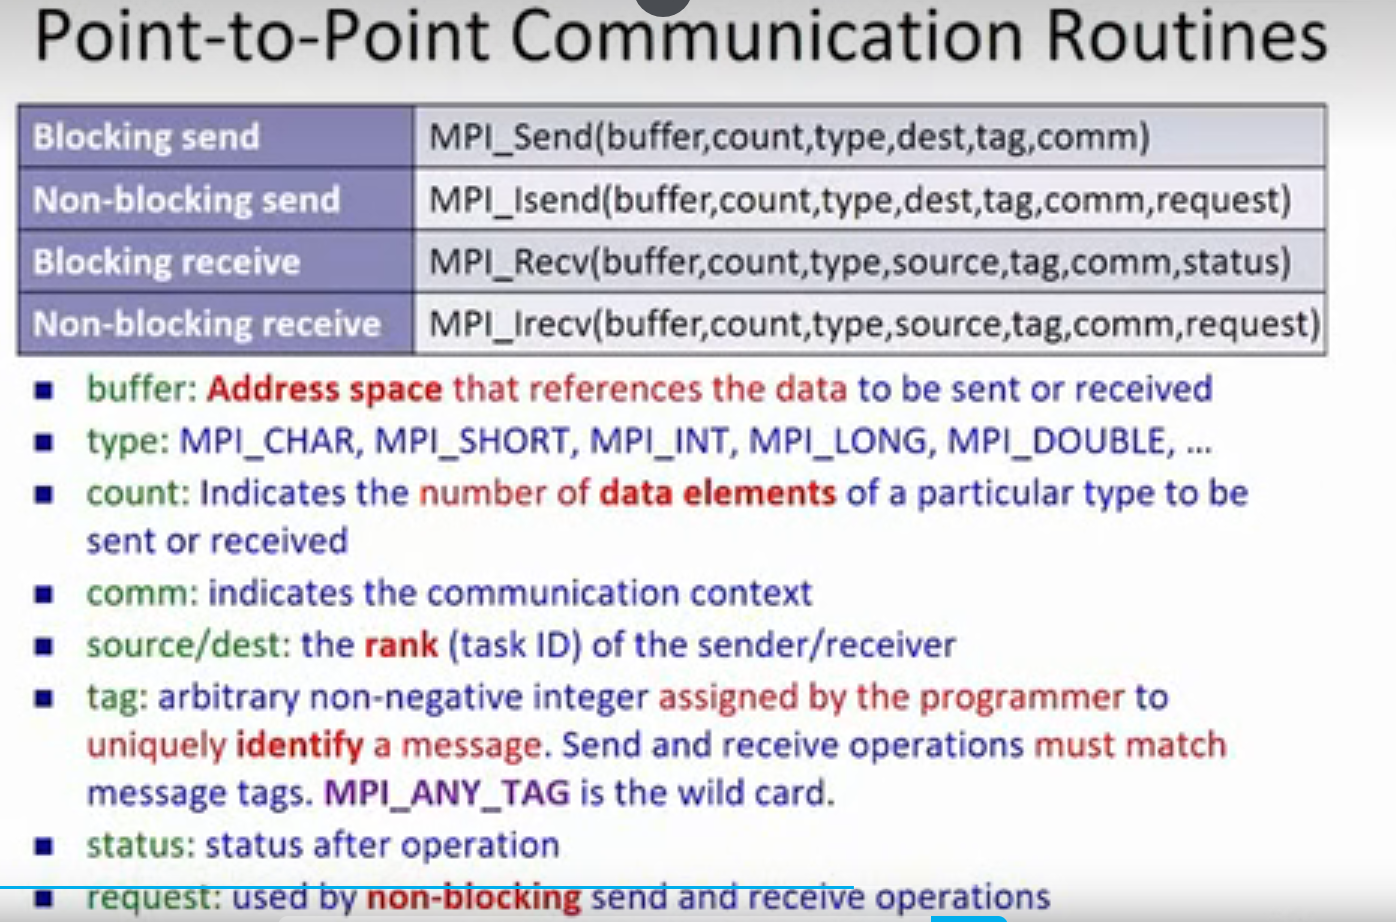 Point-to-Point Communication Routines
Blocking send MPI_Send(buffer,count,type,dest,tag,comm)
Non-blocking send MPI_Isend(buffer,count,type,dest,tag,comm,request)
Blocking receive MPI_Recv(buffer,count,type,source,tag,comm,status)
Non-blocking receive MPI_Irecv(buffer,count,type,source,tag,comm,request)
■ buffer: Address space that references the data to be sent or received
■ type: MPI_CHAR, MPI_SHORT, MPI_INT, MPI_LONG, MPI_DOUBLE, ...
■ count: Indicates the number of data elements of a particular type to be
sent or received
■ comm: indicates the communication context
■ source/dest: the rank (task ID) of the sender/receiver
■ tag: arbitrary non-negative integer assigned by the programmer to
uniquely identify a message. Send and receive operations must match
message tags. MPI_ANY_TAG is the wild card.
■ status: status after operation
■ request: used by non-blocking send and receive operations